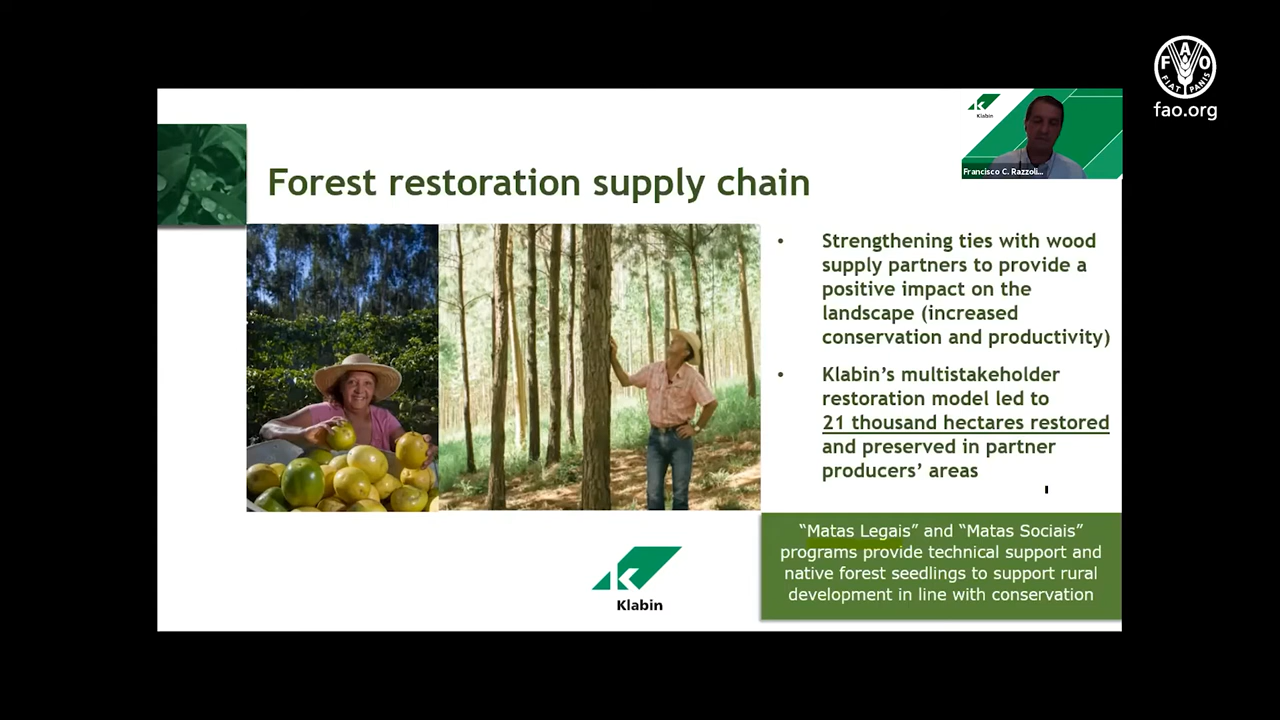 FAO
FIAT PANIS
fao.org
Klabin
Francisco C. Razzoli...
Forest restoration supply chain
• Strengthening ties with wood
supply partners to provide a
positive impact on the
landscape (increased
conservation and productivity)
• Klabin’s multistakeholder
restoration model led to
21 thousand hectares restored
and preserved in partner
producers’ areas
“Matas Legais” and “Matas Sociais”
programs provide technical support and
native forest seedlings to support rural
development in line with conservation
Klabin